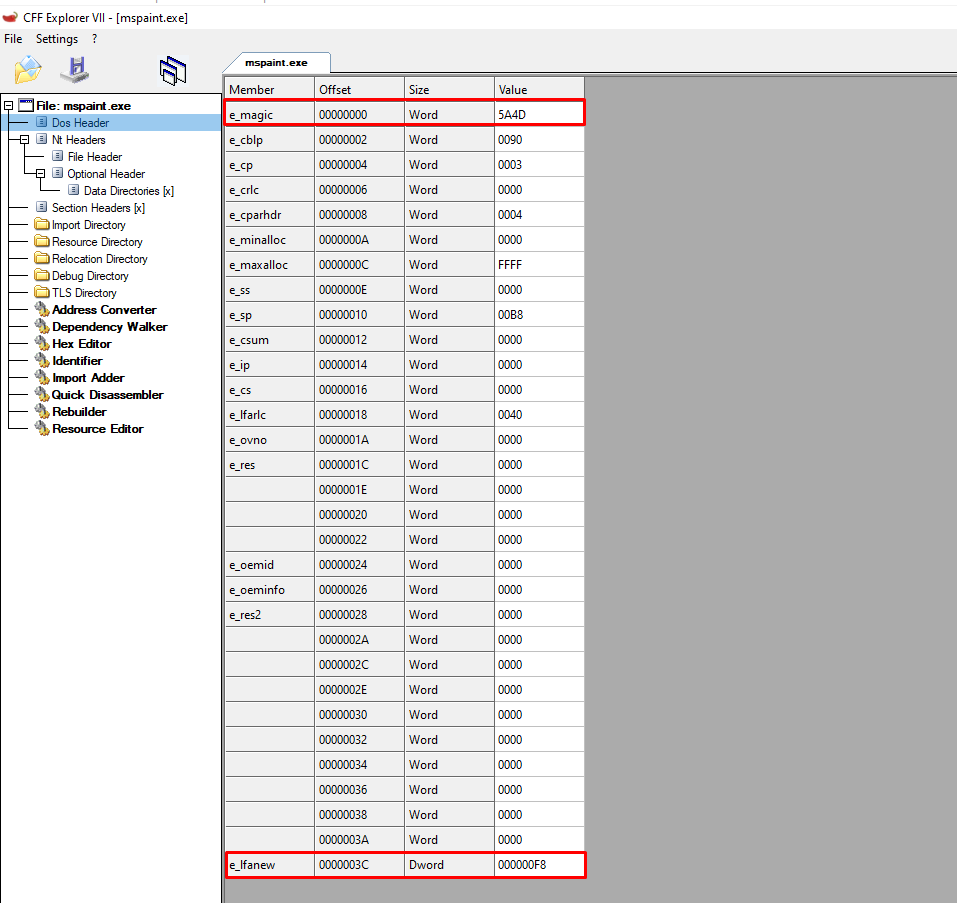 CFF Explorer VII - [mspaint.exe]
File Settings ?
mspaint.exe
File: mspaint.exe
Dos Header
Nt Headers
File Header
Optional Header
Data Directories [x]
Section Headers [x]
Import Directory
Resource Directory
Relocation Directory
Debug Directory
TLS Directory
Address Converter
Dependency Walker
Hex Editor
Identifier
Import Adder
Quick Disassembler
Rebuilder
Resource Editor
Member Offset Size Value
e_magic 00000000 Word 5A4D
e_cblp 00000002 Word 0090
e_cp 00000004 Word 0003
e_crlc 00000006 Word 0000
e_cparhdr 00000008 Word 0004
e_minalloc 0000000A Word 0000
e_maxalloc 0000000C Word FFFF
e_ss 0000000E Word 0000
e_sp 00000010 Word 00B8
e_csum 00000012 Word 0000
e_ip 00000014 Word 0000
e_cs 00000016 Word 0000
e_lfarlc 00000018 Word 0040
e_ovno 0000001A Word 0000
e_res 0000001C Word 0000
0000001E Word 0000
00000020 Word 0000
00000022 Word 0000
e_oemid 00000024 Word 0000
e_oeminfo 00000026 Word 0000
e_res2 00000028 Word 0000
0000002A Word 0000
0000002C Word 0000
0000002E Word 0000
00000030 Word 0000
00000032 Word 0000
00000034 Word 0000
00000036 Word 0000
00000038 Word 0000
0000003A Word 0000
e_lfanew 0000003C Dword 000000F8